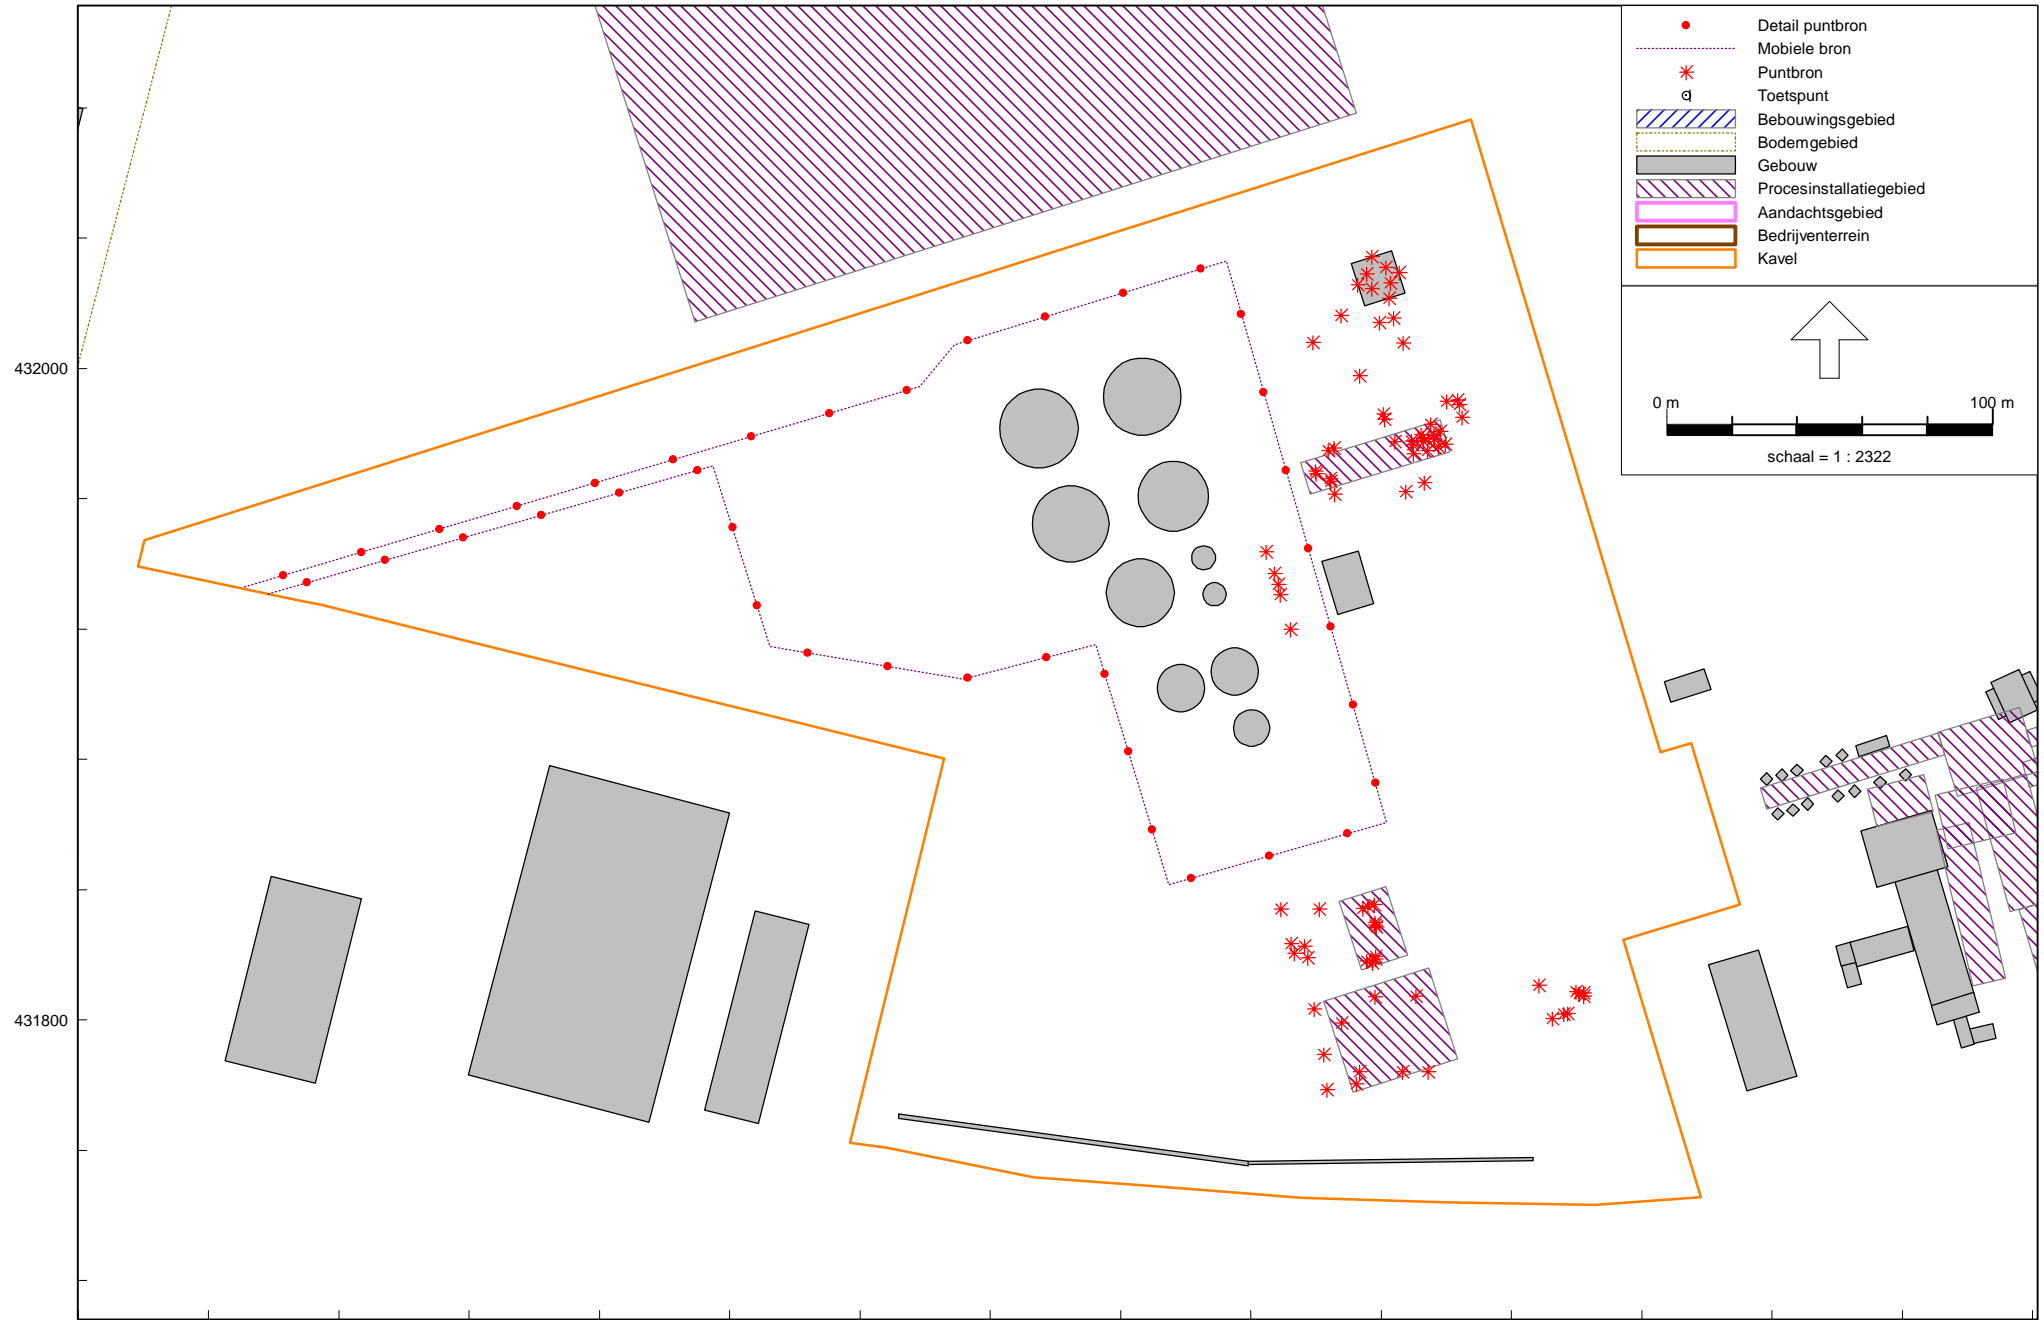 Detail puntbron
Mobiele bron
Puntbron
Toetspunt
Bebouwingsgebied
Bodemgebied
Gebouw
Procesinstallatiegebied
Aandachtsgebied
Bedrijventerrein
Kavel
0 m 100 m
schaal = 1 : 2322
432000
431800